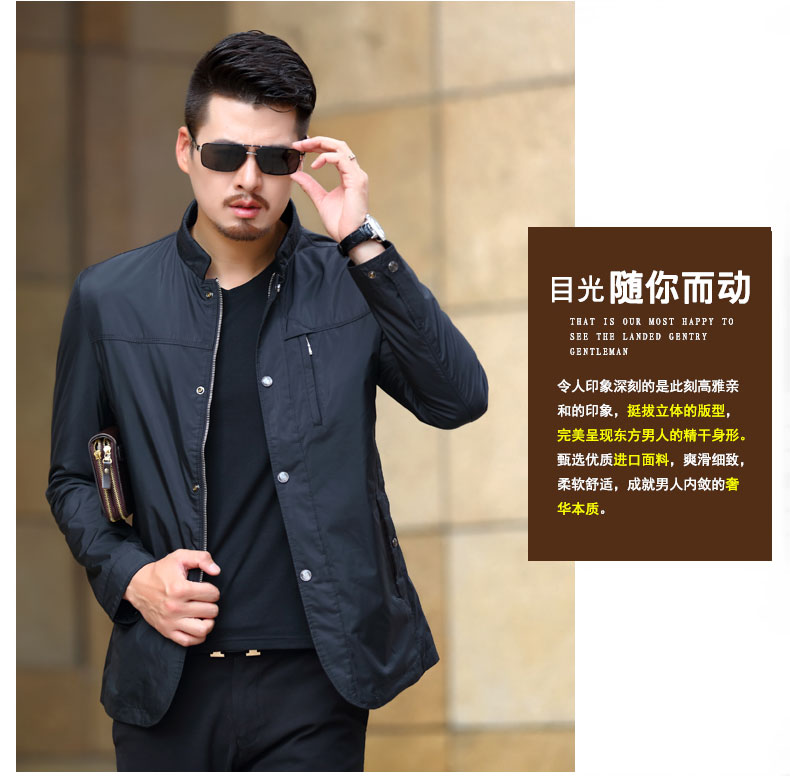 目光随你而动
THAT IS OUR MOST HAPPY TO
SEE THE LANDED GENTRY
GENTLEMAN
令人印象深刻的是此刻高雅亲
和的印象，挺拔立体的版型，
完美呈现东方男人的精干身形。
甄选优质进口面料，爽滑细致，
柔软舒适，成就男人内敛的奢
华本质。